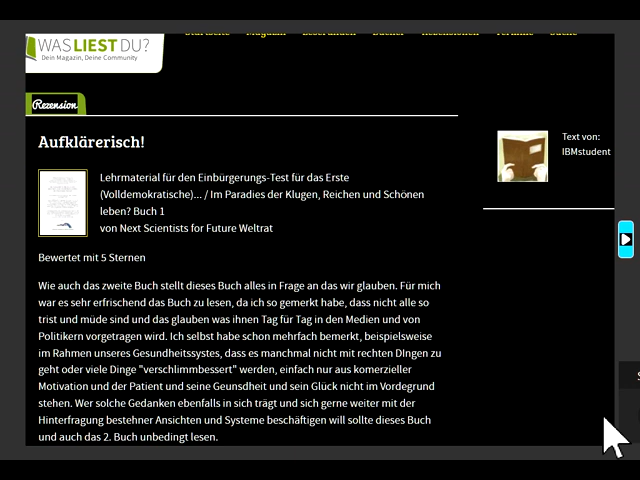 WASLIEST DU?
Dein Magazin, Deine Community
Startseite Magazin Leserunden Bücher Rezensionen Termine Suche
Rezension
Aufklärerisch!
Lehrmaterial für den Einbürgerungs-Test für das Erste
(Volldemokratische)... / Im Paradies der Klugen, Reichen und Schönen
leben? Buch 1
von Next Scientists for Future Weltrat
Bewertet mit 5 Sternen
Wie auch das zweite Buch stellt dieses Buch alles in Frage an das wir glauben. Für mich
war es sehr erfrischend das Buch zu lesen, da ich so gemerkt habe, dass nicht alle so
trist und müde sind und das glauben was ihnen Tag für Tag in den Medien und von
Politikern vorgetragen wird. Ich selbst habe schon mehrfach bemerkt, beispielsweise
im Rahmen unseres Gesundheitssystes, dass es manchmal nicht mit rechten DIngen zu
geht oder viele Dinge "verschlimmbessert" werden, einfach nur aus komerzieller
Motivation und der Patient und seine Geunsdheit und sein Glück nicht im Vordegrund
stehen. Wer solche Gedanken ebenfalls in sich trägt und sich gerne weiter mit der
Hinterfragung bestehner Ansichten und Systeme beschäftigen will sollte dieses Buch
und auch das 2. Buch unbedingt lesen.
Text von:
IBMstudent